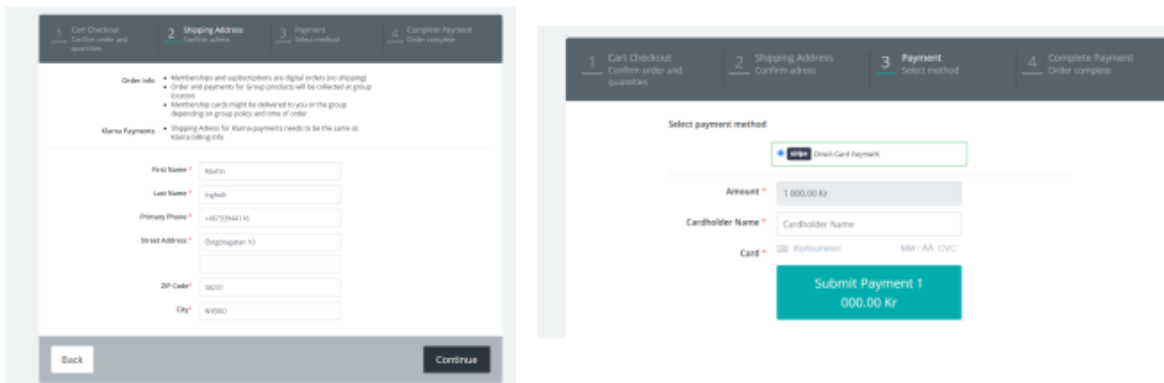 1 Cart Checkout
Confirm order and
quantities
2 Shipping Address
Confirm adress
3 Payment
Select method
4 Complete Payment
Order complete
Order Info
Memberships and are digital orders (no shipping)
Order and payments for Group products will be collected at group
location
Membership cards might be delivered to you or the group
depending on group policy and time of order
Klarna Payments
Shipping Adress for Klarna payments needs to be the same as
Klarna billing info
First Name * Martin
Last Name *
Primary Phone *
Street Address *
ZIP Code*
City* NYBRO
Back
Continue
1 Cart Checkout
Confirm order and
quantities
2 Shipping Address
Confirm adress
3 Payment
Select method
4 Complete Payment
Order complete
Select payment method
stripe Direct Card Payment
Amount * 1 000.00 Kr
Cardholder Name * Cardholder Name
Card * Kortnummer MM / ÅÅ CVC
Submit Payment 1
000.00 Kr